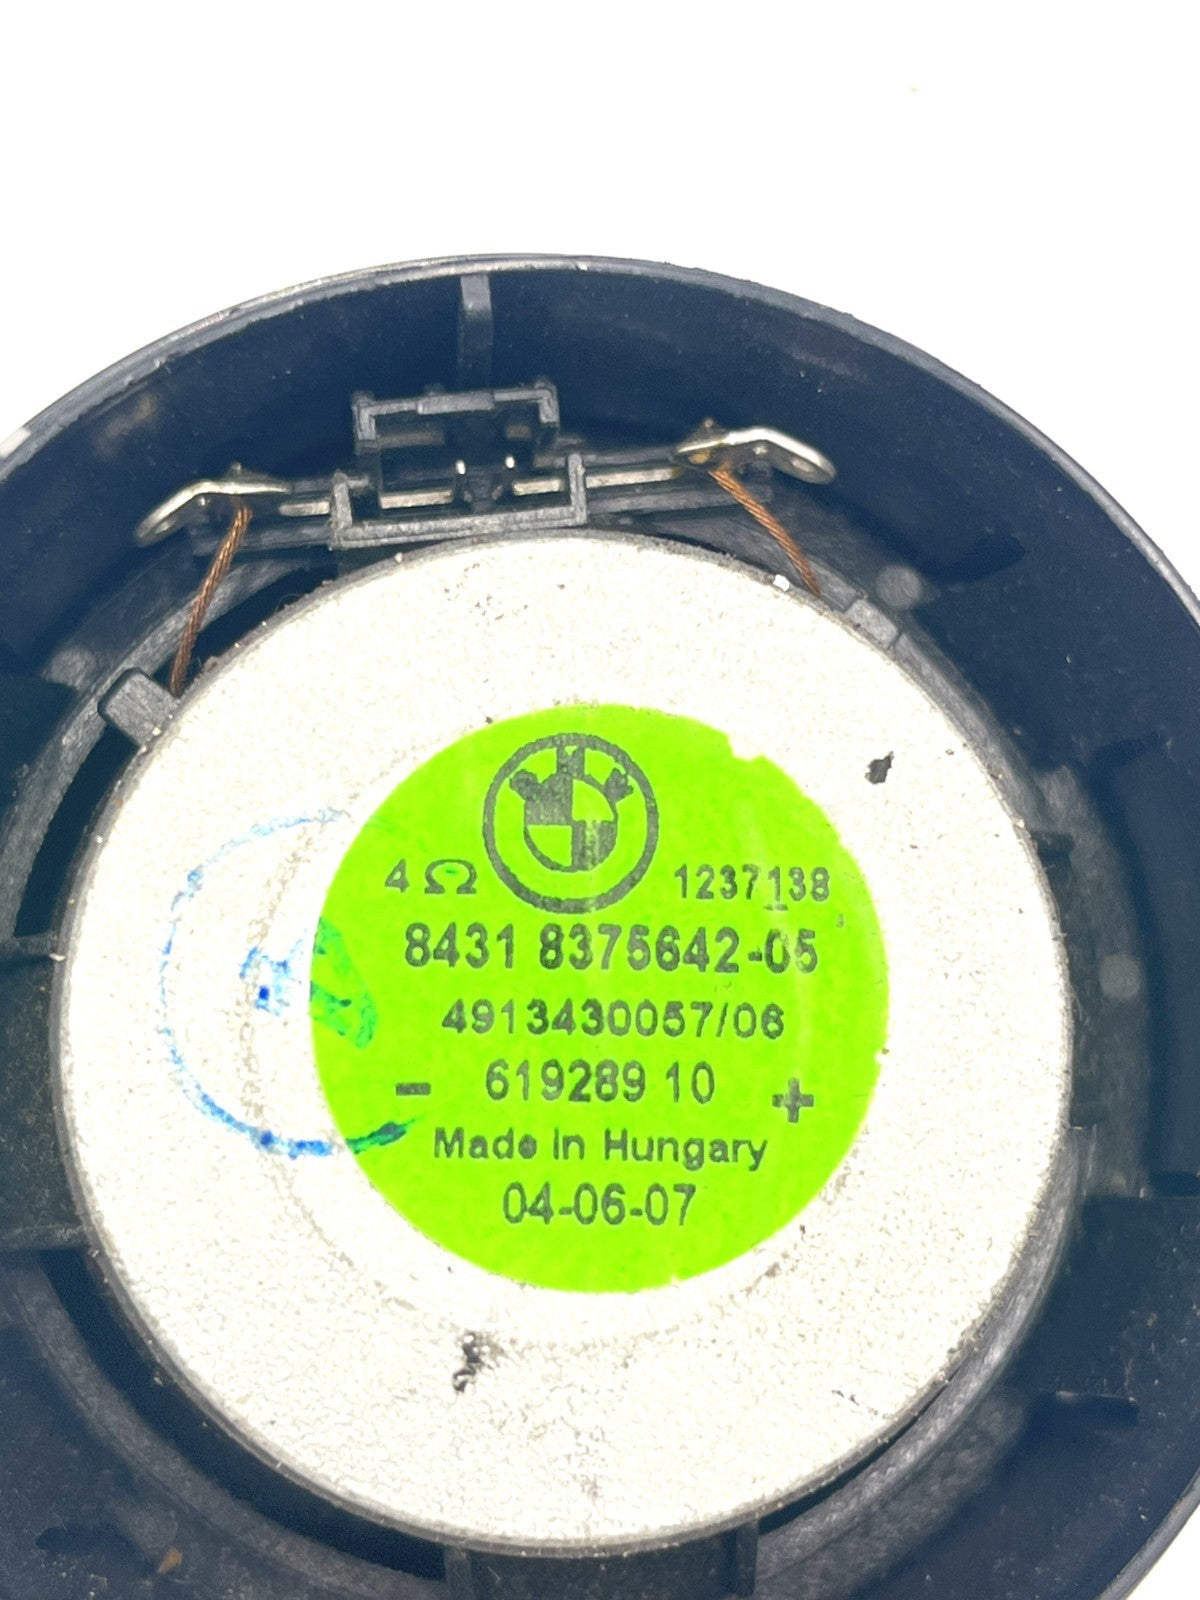 4 Ω 1237138
8431 8375642-05
4913430057/06
- 619289 10 +
Made in Hungary
04-06-07